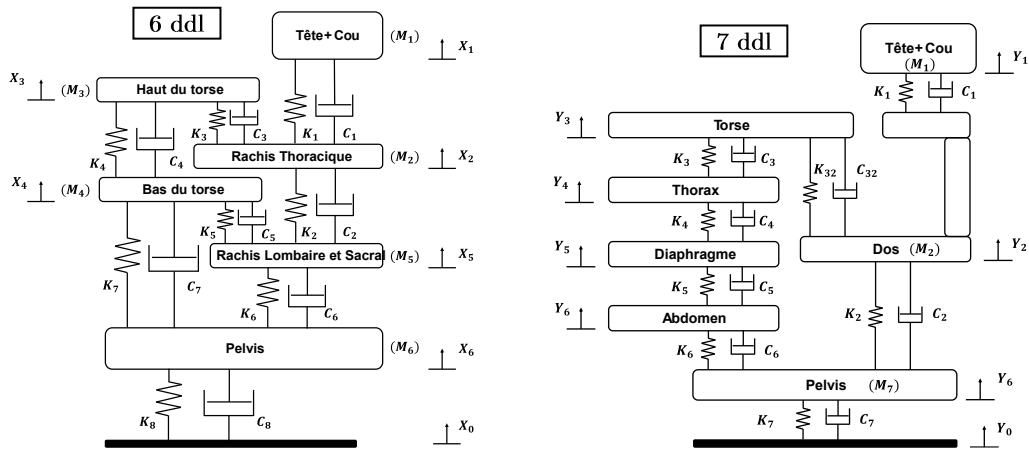 6 ddl
Tête+ Cou (M₁) X₁
X₃ Haut du torse (M₃)
K₃ C₃ K₁ C₁
K₄ C₄
Rachis Thoracique (M₂) X₂
X₄ (M₄) Bas du torse
K₅ C₅ K₂ C₂
Rachis Lombaire et Sacral (M₅) X₅
K₇ C₇ K₆ C₆
Pelvis (M₆) X₆
K₈ C₈
X₀
7 ddl
Tête+ Cou
(M₁) Y₁
K₁ C₁
Y₃ Torse
K₃ C₃ K₃₂ C₃₂
Y₄ Thorax
K₄ C₄
Y₅ Diaphragme Dos (M₂) Y₂
K₅ C₅
Y₆ Abdomen K₂ C₂
K₆ C₆
Pelvis (M₇) Y₆
K₇ C₇
Y₀